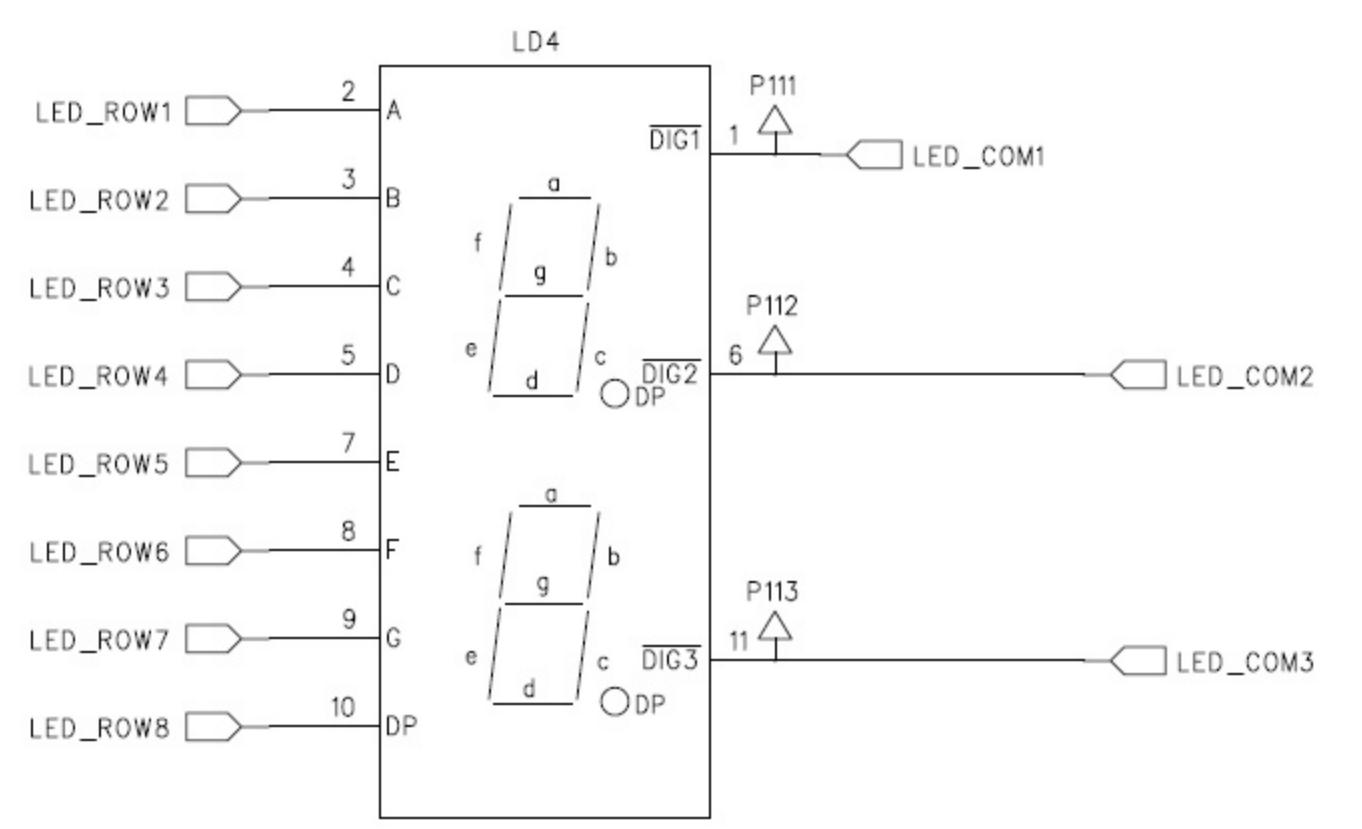 LD4
LED_ROW1 2 A
P111
DIG1 1 LED_COM1
LED_ROW2 3 B
a
f
b
g
LED_ROW3 4 C
P112
e
c
LED_ROW4 5 D
d
DIG2 6 LED_COM2
DP
LED_ROW5 7 E
a
LED_ROW6 8 F
f
b
g
P113
LED_ROW7 9 G
e
c
DIG3 11 LED_COM3
d
DP
LED_ROW8 10 DP